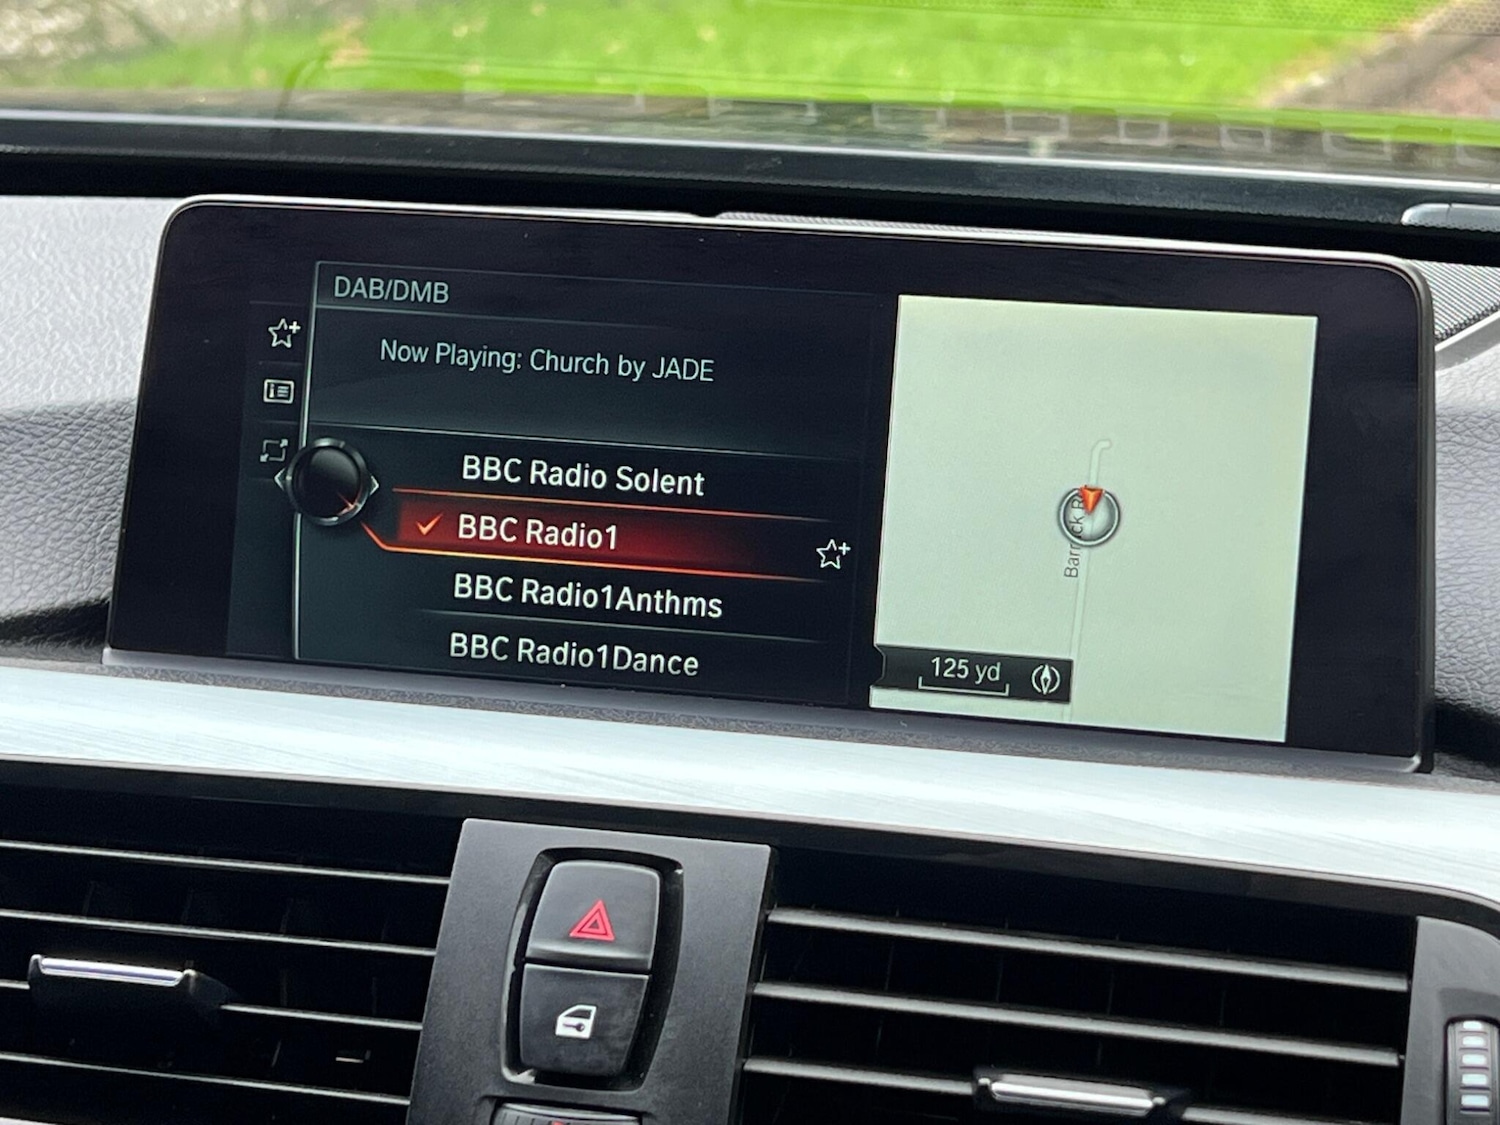 DAB/DMB
Now Playing: Church by JADE
BBC Radio Solent
BBC Radio1
BBC Radio1Anthms
BBC Radio1Dance
125 yd